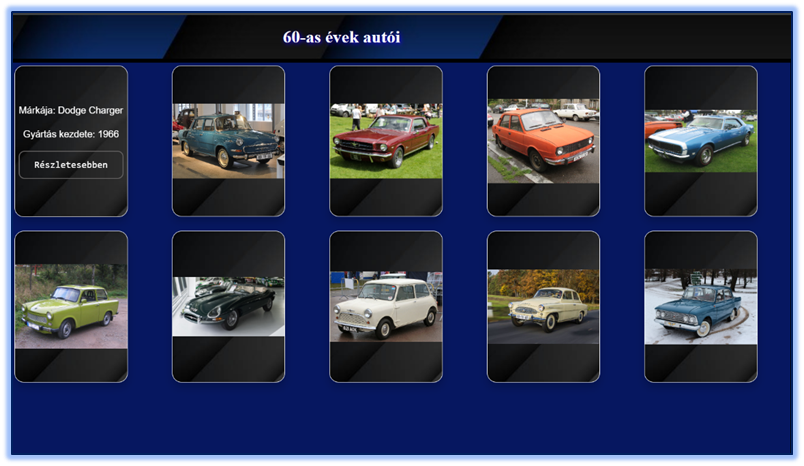 60-as évek autói
Márkája: Dodge Charger
Gyártás kezdete: 1966
Részletesebben